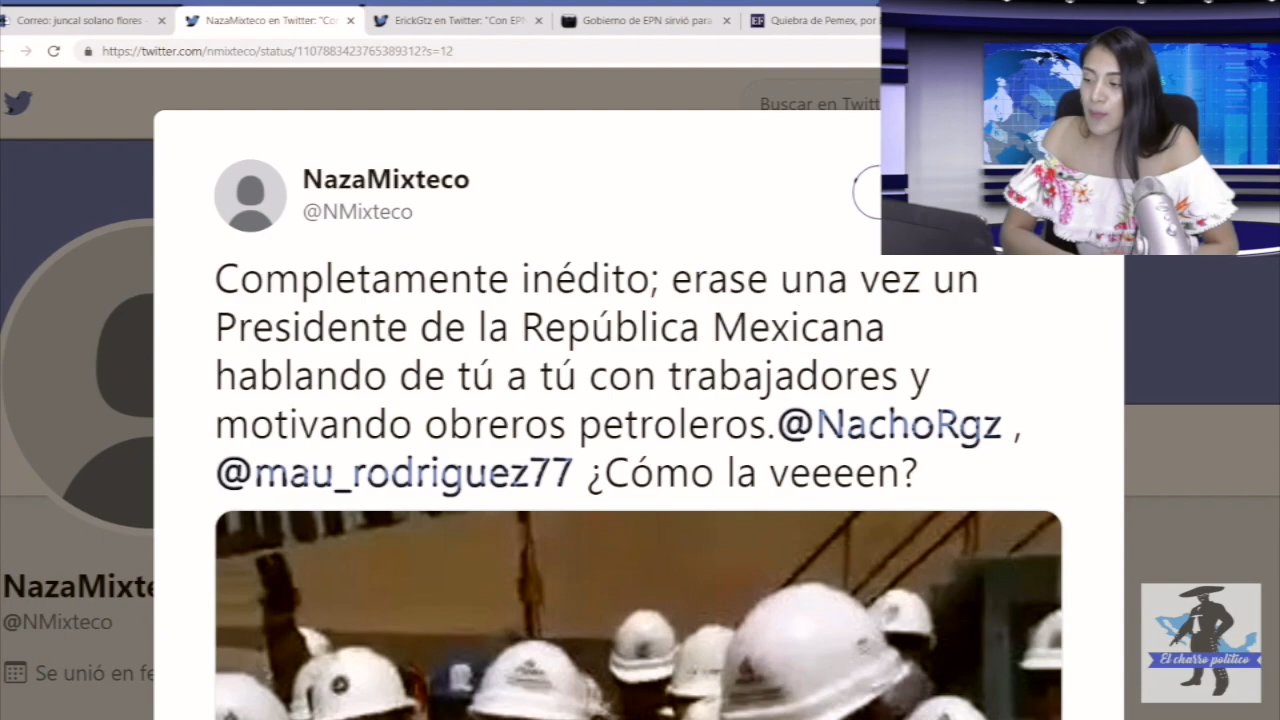 Correo: juncal solano flores -
NazaMixteco en Twitter: "Co
ErickGtz en Twitter: "Con EPN
Gobierno de EPN sirvió para
Quiebra de Pemex, por
https://twitter.com/nmixteco/status/1107883423765389312?s=12
Buscar en Twitt
NazaMixteco
@NMixteco
Completamente inédito; erase una vez un
Presidente de la República Mexicana
hablando de tú a tú con trabajadores y
motivando obreros petroleros.@NachoRgz ,
@mau_rodriguez77 ¿Cómo la veeeen?
NazaMixte
@NMixteco
Se unió en fe
El charro político